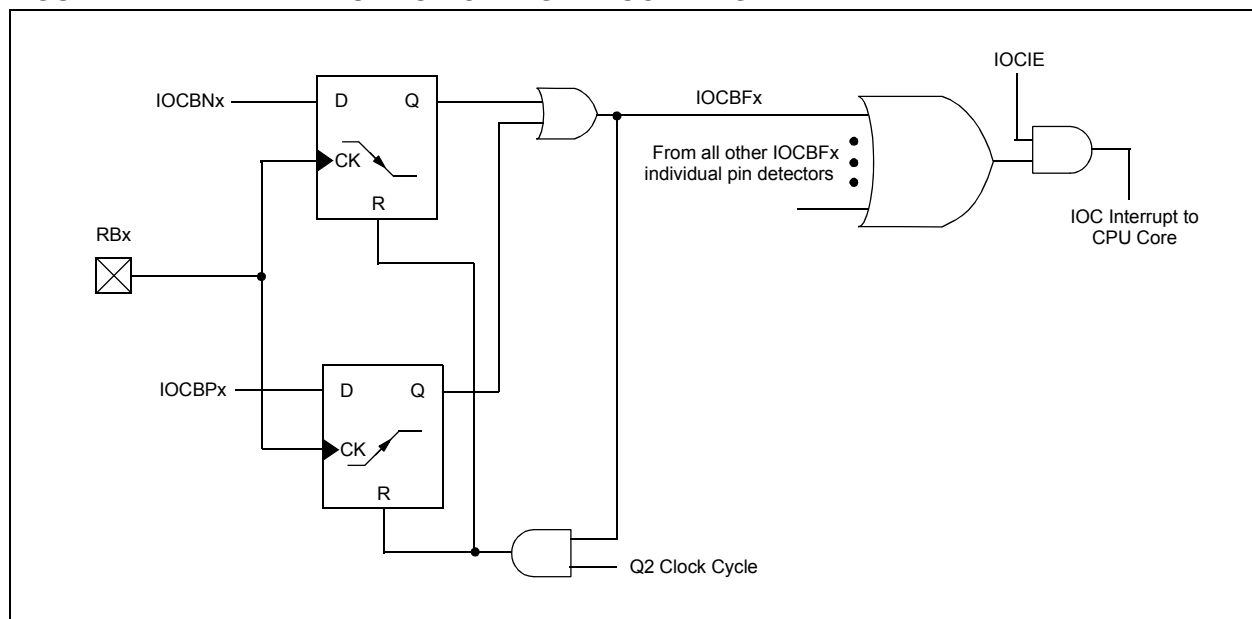 IOCIE
IOCBNx
D
Q
IOCBFx
CK
From all other IOCBFx
individual pin detectors
R
IOC Interrupt to
CPU Core
RBx
IOCBPx
D
Q
CK
R
Q2 Clock Cycle